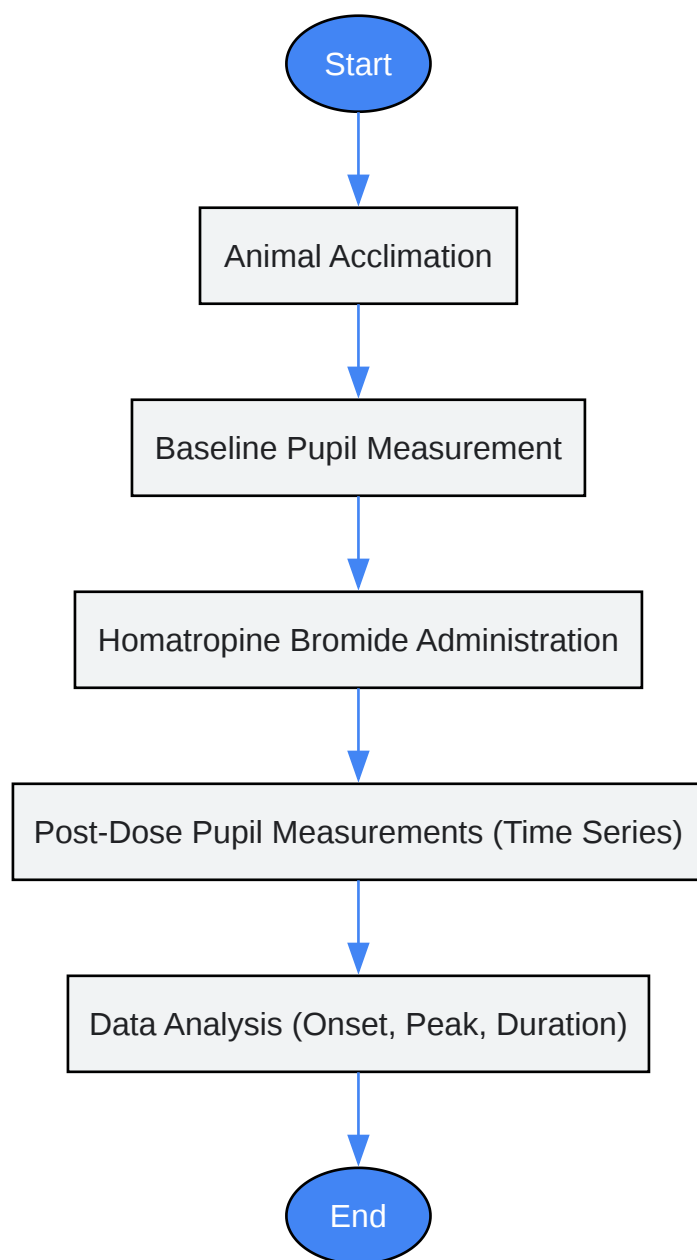 Start
Animal Acclimation
Baseline Pupil Measurement
Homatropine Bromide Administration
Post-Dose Pupil Measurements (Time Series)
Data Analysis (Onset, Peak, Duration)
End